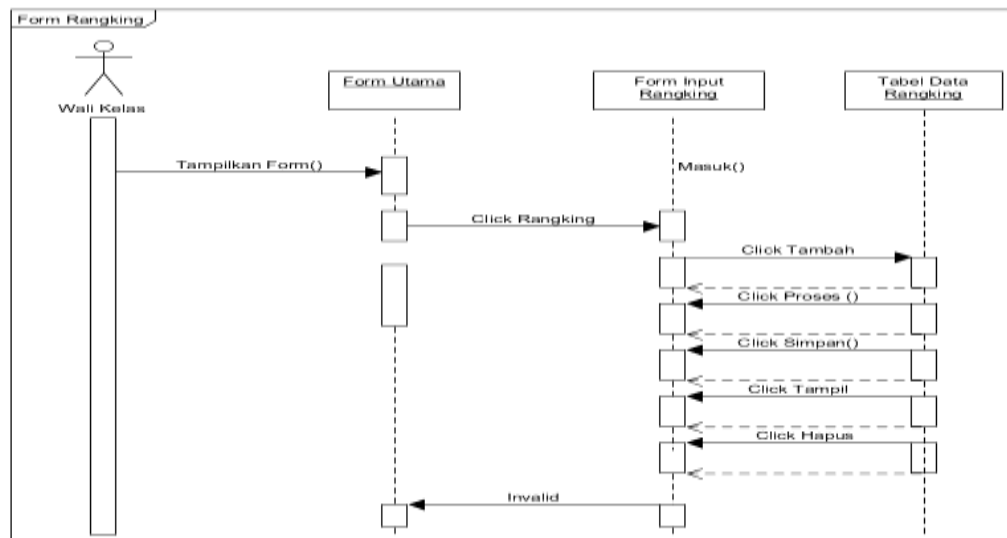 Form Rangking
Wali Kelas
Form Utama
Form Input
Rangking
Tabel Data
Rangking
Tampilkan Form()
Masuk()
Click Rangking
Click Tambah
Click Proses ()
Click Simpan()
Click Tampil
Click Hapus
Invalid